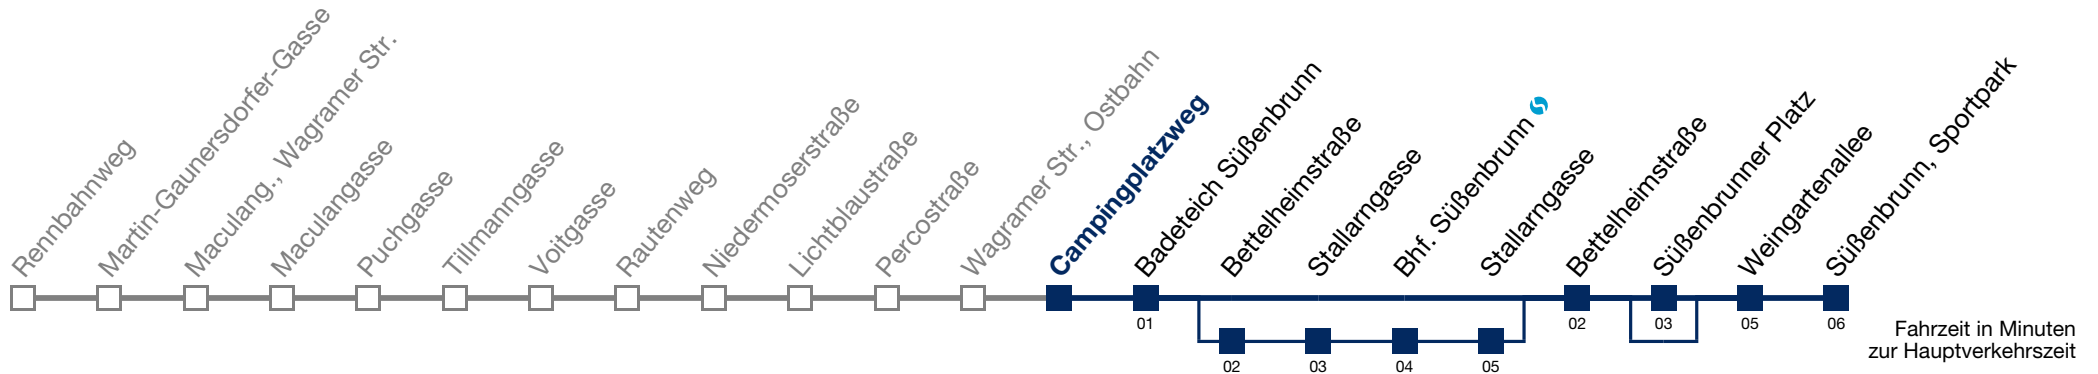 Rennbahnweg
Martin-Gaunersdorfer-Gasse
Maculang., Wagramer Str.
Maculangasse
Puchgasse
Tillmanngasse
Voitgasse
Rautenweg
Niedermoserstraße
Lichtblaustraße
Percostraße
Wagramer Str., Ostbahn
Campingplatzweg
Badeteich Süßenbrunn
Bettelheimstraße
Stallarngasse
Bhf. Süßenbrunn
Stallarngasse
Bettelheimstraße
Süßenbrunner Platz
Weingartenallee
Süßenbrunn, Sportpark
01
02
03
05
06
02
03
04
05
Fahrzeit in Minuten
zur Hauptverkehrszeit